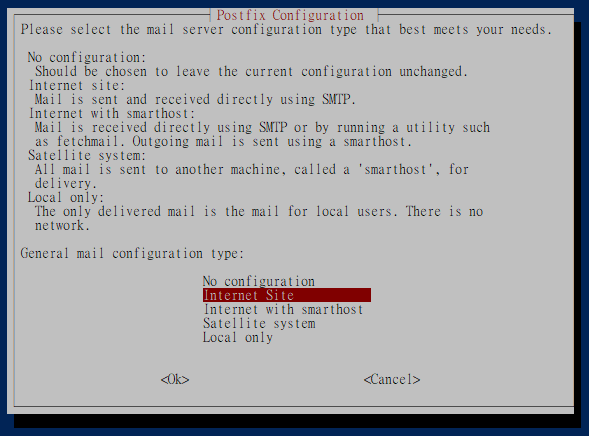 Postfix Configuration
Please select the mail server configuration type that best meets your needs.
No configuration:
Should be chosen to leave the current configuration unchanged.
Internet site:
Mail is sent and received directly using SMTP.
Internet with smarthost:
Mail is received directly using SMTP or by running a utility such
as fetchmail. Outgoing mail is sent using a smarthost.
Satellite system:
All mail is sent to another machine, called a 'smarthost', for
delivery.
Local only:
The only delivered mail is the mail for local users. There is no
network.
General mail configuration type:
No configuration
Internet Site
Internet with smarthost
Satellite system
Local only
<Ok> <Cancel>